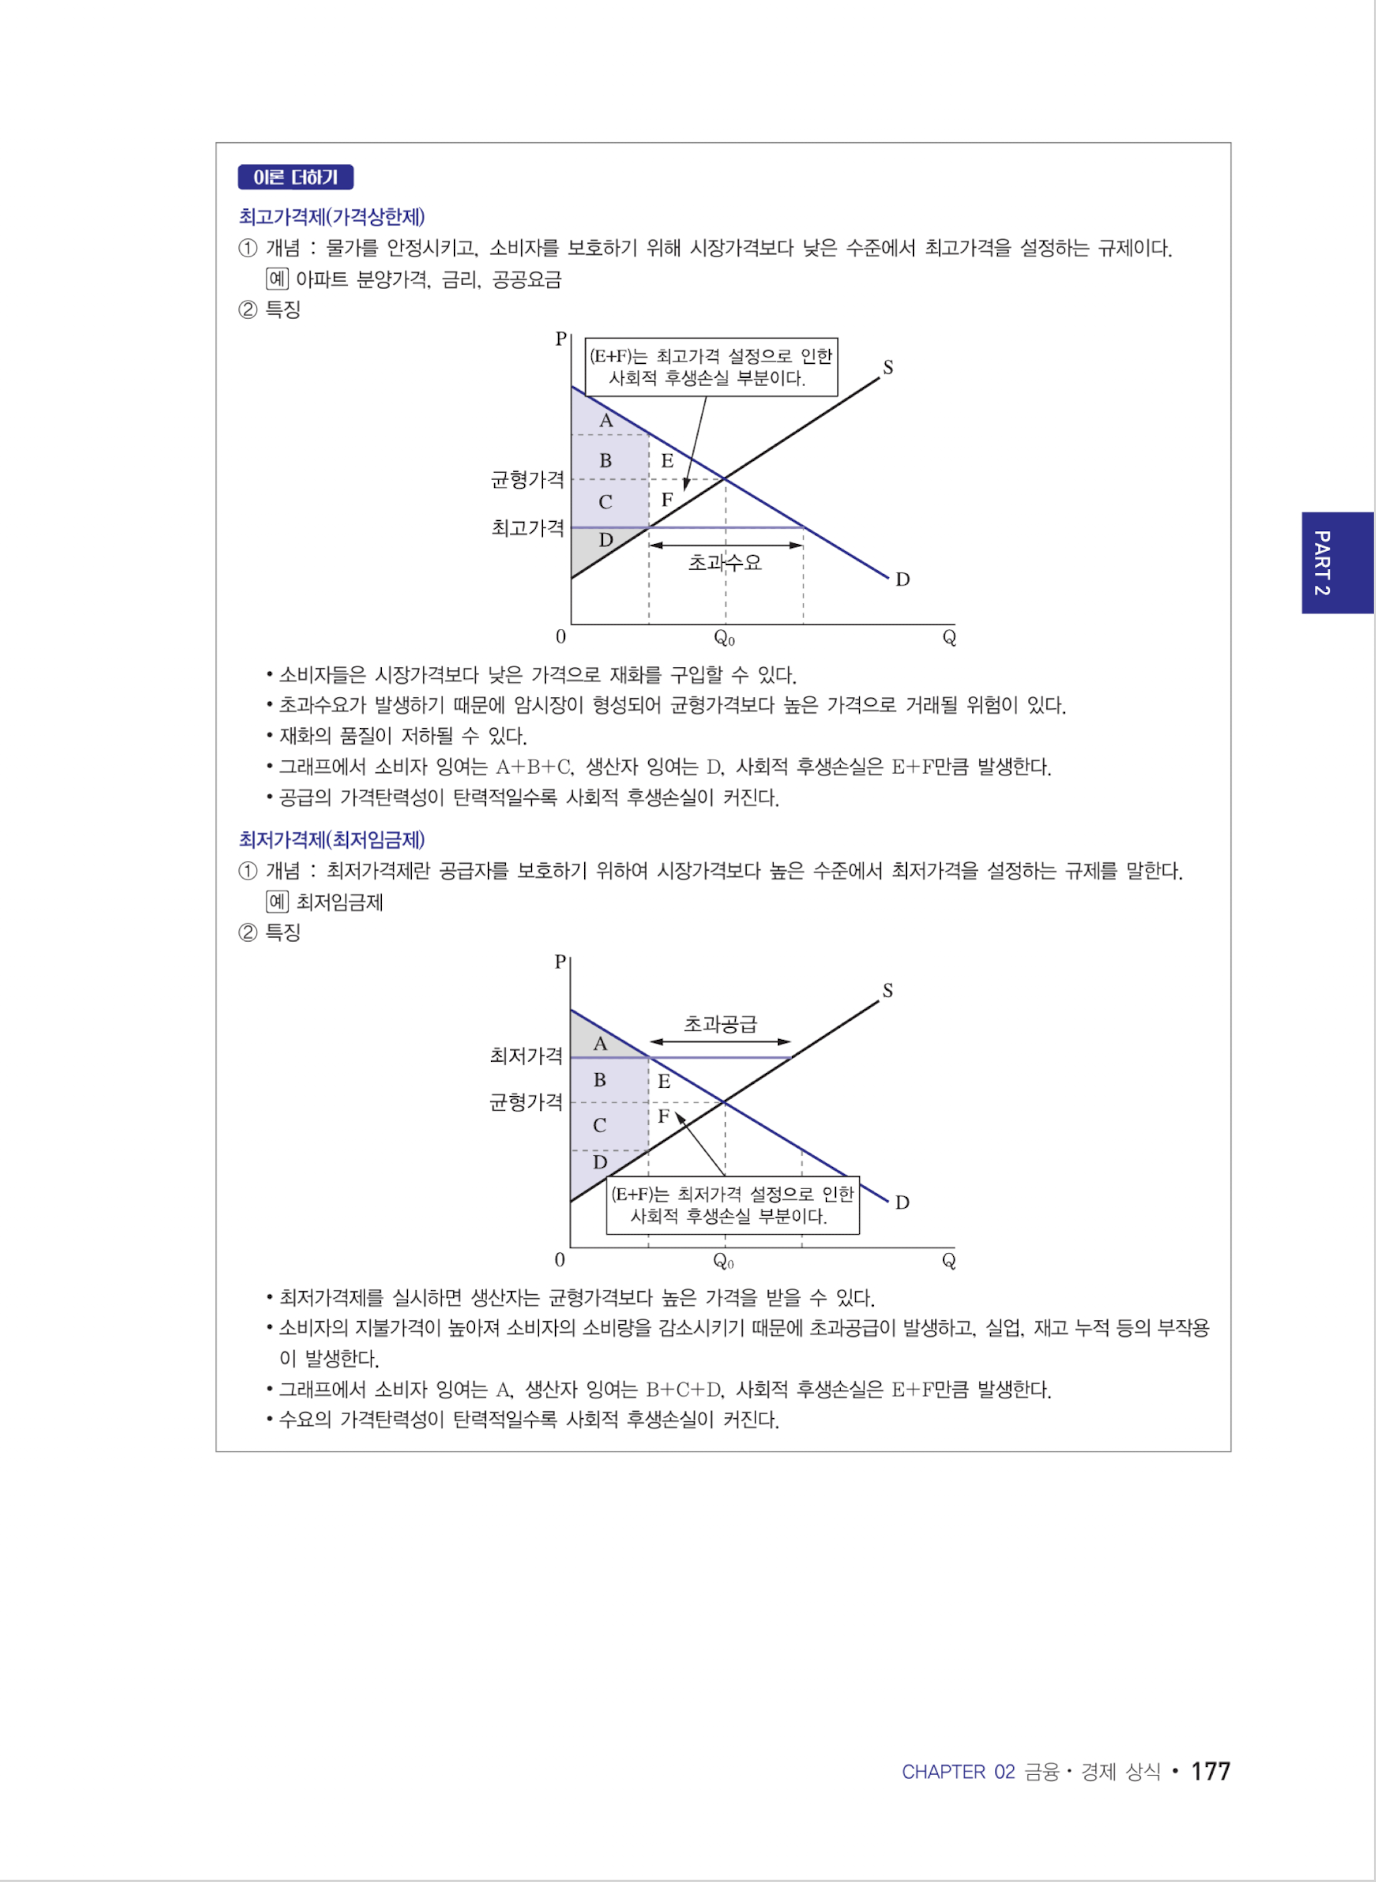 이론 더하기
최고가격제(가격상한제)
① 개념 : 물가를 안정시키고, 소비자를 보호하기 위해 시장가격보다 낮은 수준에서 최고가격을 설정하는 규제이다.
예 아파트 분양가격, 금리, 공공요금
② 특징
P
(E+F)는 최고가격 설정으로 인한
사회적 후생손실 부분이다.
S
A
B
E
균형가격
C
F
최고가격
D
초과수요
D
0
Q₀
Q
• 소비자들은 시장가격보다 낮은 가격으로 재화를 구입할 수 있다.
• 초과수요가 발생하기 때문에 암시장이 형성되어 균형가격보다 높은 가격으로 거래될 위험이 있다.
• 재화의 품질이 저하될 수 있다.
• 그래프에서 소비자 잉여는 A+B+C, 생산자 잉여는 D, 사회적 후생손실은 E+F만큼 발생한다.
• 공급의 가격탄력성이 탄력적일수록 사회적 후생손실이 커진다.
최저가격제(최저임금제)
① 개념 : 최저가격제란 공급자를 보호하기 위하여 시장가격보다 높은 수준에서 최저가격을 설정하는 규제를 말한다.
예 최저임금제
② 특징
P
S
초과공급
A
최저가격
B
E
균형가격
C
F
D
(E+F)는 최저가격 설정으로 인한
사회적 후생손실 부분이다.
D
0
Q₀
Q
• 최저가격제를 실시하면 생산자는 균형가격보다 높은 가격을 받을 수 있다.
• 소비자의 지불가격이 높아져 소비자의 소비량을 감소시키기 때문에 초과공급이 발생하고, 실업, 재고 누적 등의 부작용
이 발생한다.
• 그래프에서 소비자 잉여는 A, 생산자 잉여는 B+C+D, 사회적 후생손실은 E+F만큼 발생한다.
• 수요의 가격탄력성이 탄력적일수록 사회적 후생손실이 커진다.
PART 2
CHAPTER 02 금융·경제 상식 • 177